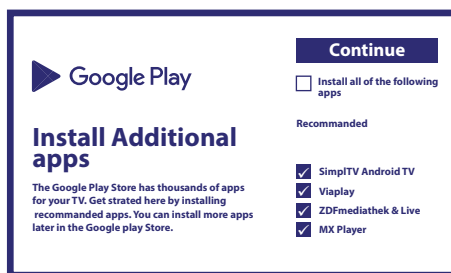 Google Play
Install Additional
apps
The Google Play Store has thousands of apps
for your TV. Get strated here by installing
recommanded apps. You can install more apps
later in the Google play Store.
Continue
Install all of the following
apps
Recommanded
SimplTV Android TV
Viaplay
ZDFmediathek & Live
MX Player